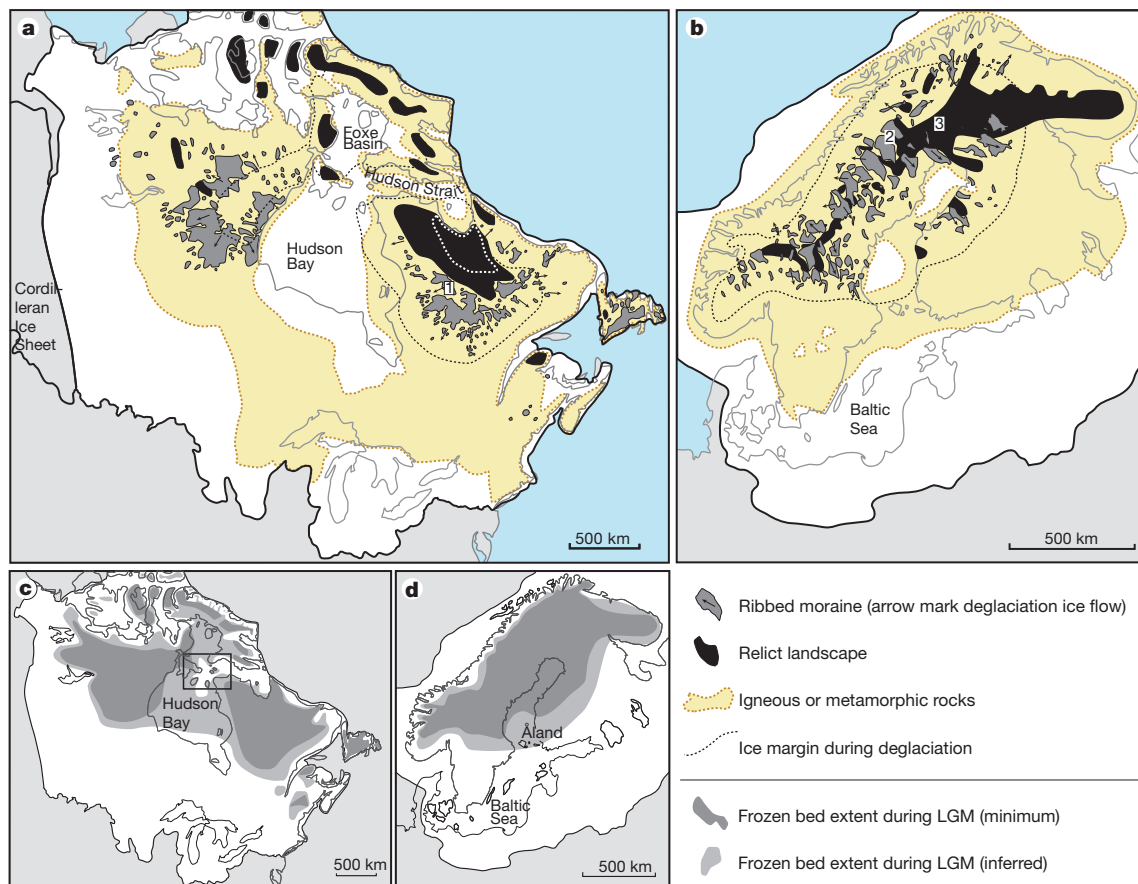 a
Foxe
Basin
Hudson Strait
Hudson
Bay
1
Cordil-
leran
Ice
Sheet
500 km
b
2
3
Baltic
Sea
500 km
c
Hudson
Bay
500 km
d
Åland
Baltic
Sea
500 km
Ribbed moraine (arrow mark deglaciation ice flow)
Relict landscape
Igneous or metamorphic rocks
Ice margin during deglaciation
Frozen bed extent during LGM (minimum)
Frozen bed extent during LGM (inferred)